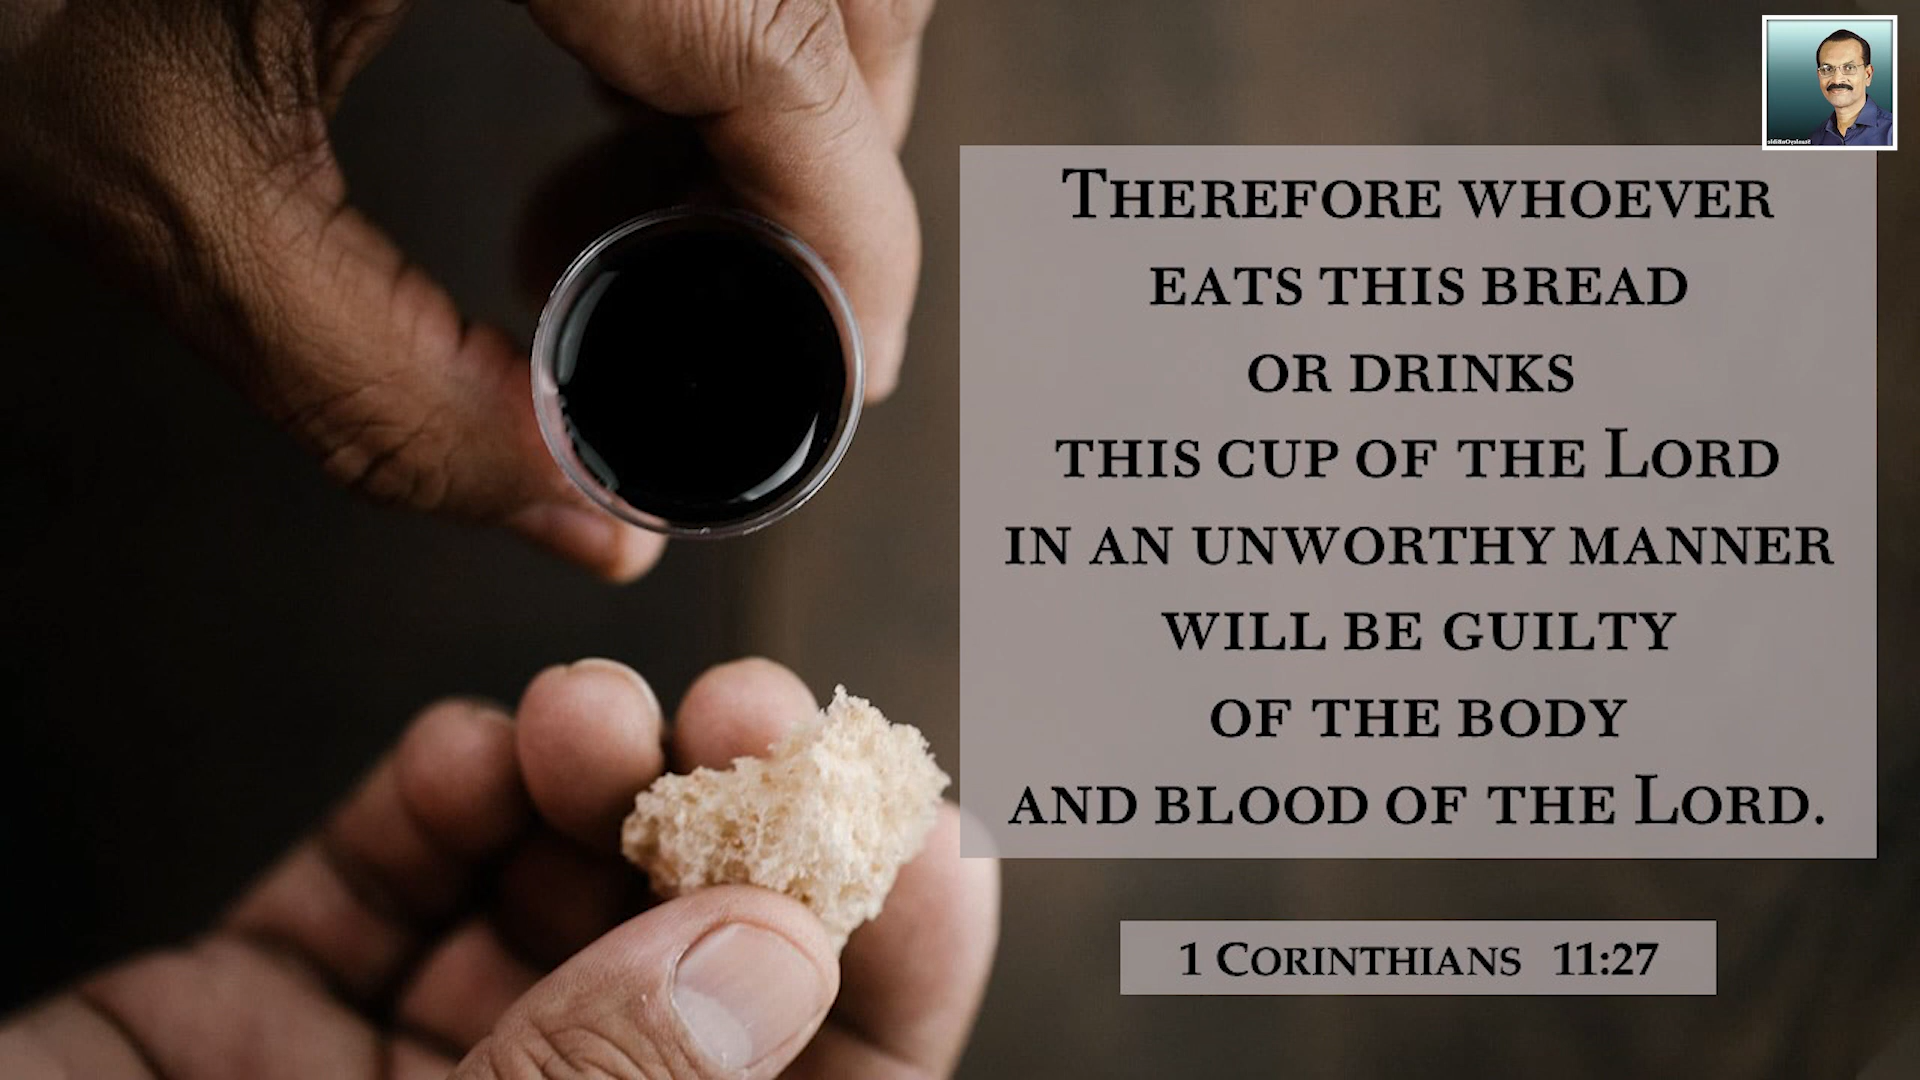 Therefore whoever
eats this bread
or drinks
this cup of the Lord
in an unworthy manner
will be guilty
of the body
and blood of the Lord.
1 Corinthians 11:27
StanleyOnBible